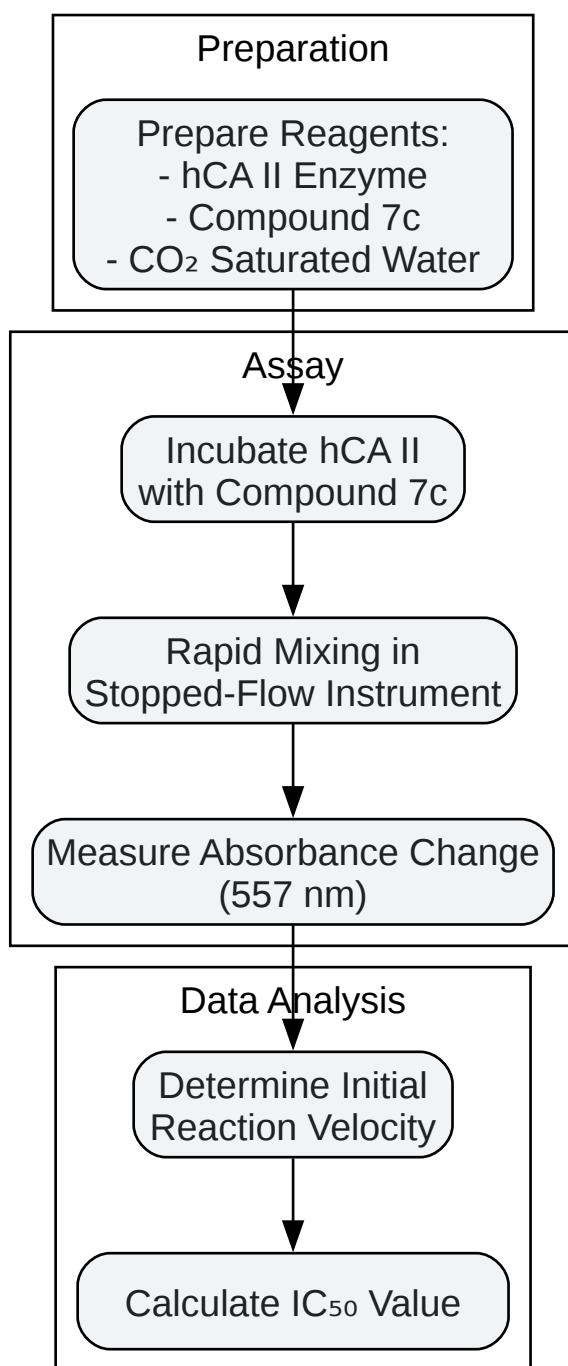 Preparation
Prepare Reagents:
- hCA II Enzyme
- Compound 7c
- CO₂ Saturated Water
Assay
Incubate hCA II
with Compound 7c
Rapid Mixing in
Stopped-Flow Instrument
Measure Absorbance Change
(557 nm)
Data Analysis
Determine Initial
Reaction Velocity
Calculate IC₅₀ Value